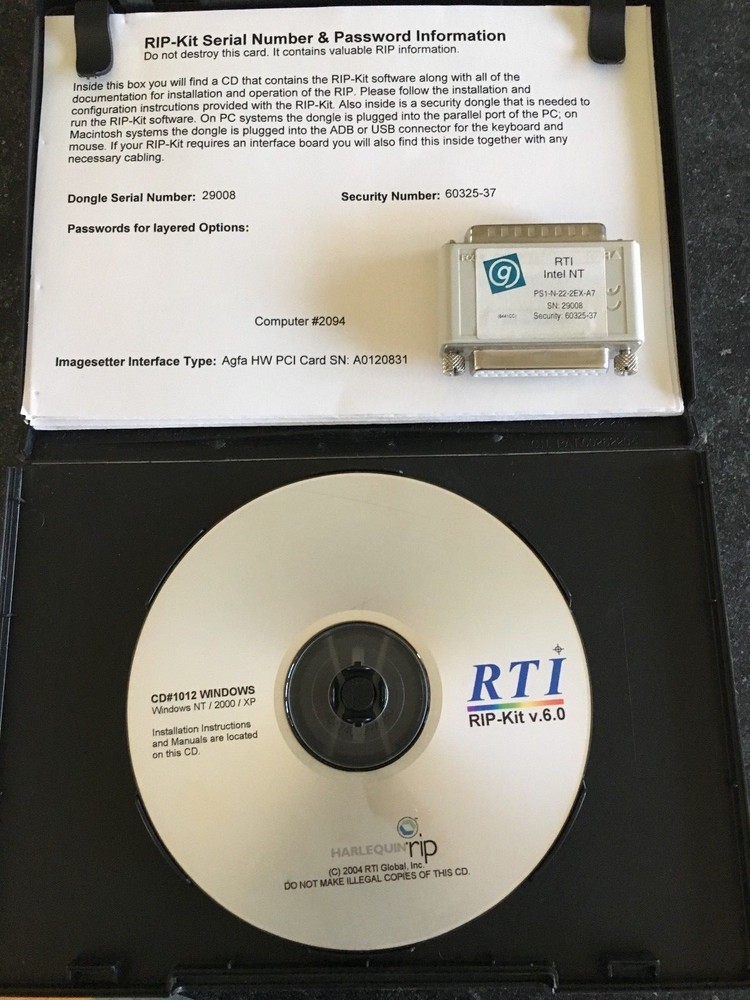 RIP-Kit Serial Number & Password Information
Do not destroy this card. It contains valuable RIP information.
Inside this box you will find a CD that contains the RIP-Kit software along with all of the
documentation for installation and operation of the RIP. Please follow the installation and
configuration instrcutions provided with the RIP-Kit. Also inside is a security dongle that is needed to
run the RIP-Kit software. On PC systems the dongle is plugged into the parallel port of the PC; on
Macintosh systems the dongle is plugged into the ADB or USB connector for the keyboard and
mouse. If your RIP-Kit requires an interface board you will also find this inside together with any
necessary cabling.
Dongle Serial Number: 29008 Security Number: 60325-37
Passwords for layered Options:
RTI
Intel NT
PS1-N-22-2EX-A7
SN: 29008
Security: 60325-37
Computer #2094
Imagesetter Interface Type: Agfa HW PCI Card SN: A0120831
CD#1012 WINDOWS
Windows NT / 2000 / XP
Installation Instructions
and Manuals are located
on this CD.
RTI
RIP-Kit v.6.0
HARLEQUIN rip
(C) 2004 RTI Global, Inc.
DO NOT MAKE ILLEGAL COPIES OF THIS CD.